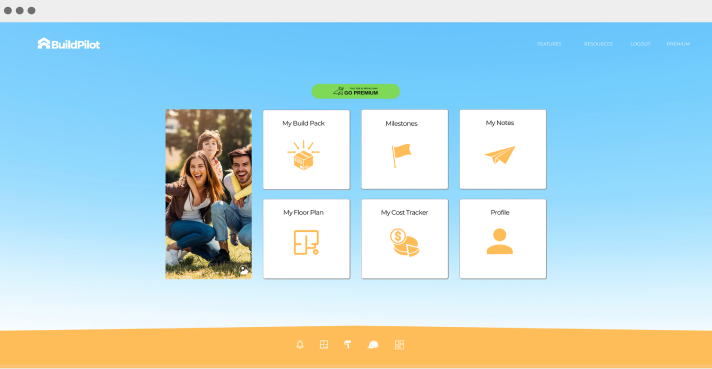 BuildPilot
FEATURES
RESOURCES
LOGOUT
PREMIUM
GO PREMIUM
My Build Pack
Milestones
My Notes
My Floor Plan
My Cost Tracker
Profile